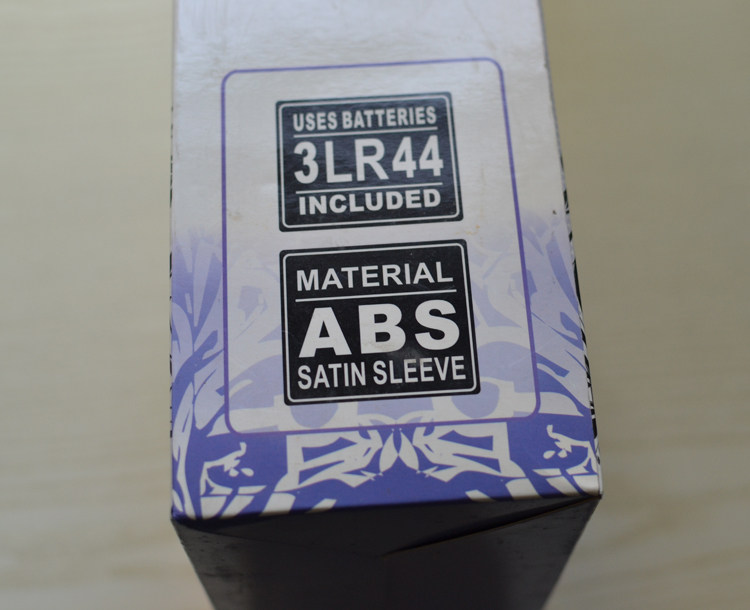 USES BATTERIES
3LR44
INCLUDED
MATERIAL
ABS
SATIN SLEEVE